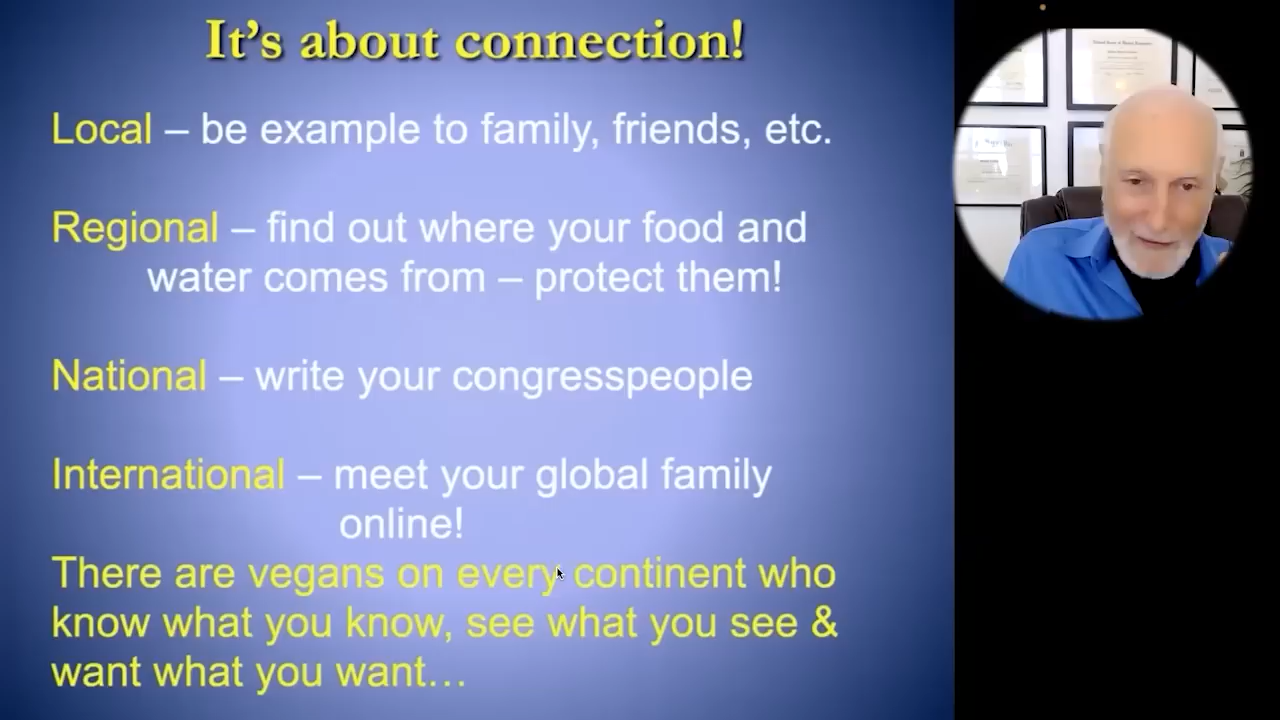 It's about connection!
Local – be example to family, friends, etc.
Regional – find out where your food and
water comes from – protect them!
National – write your congresspeople
International – meet your global family
online!
There are vegans on every continent who
know what you know, see what you see &
want what you want…